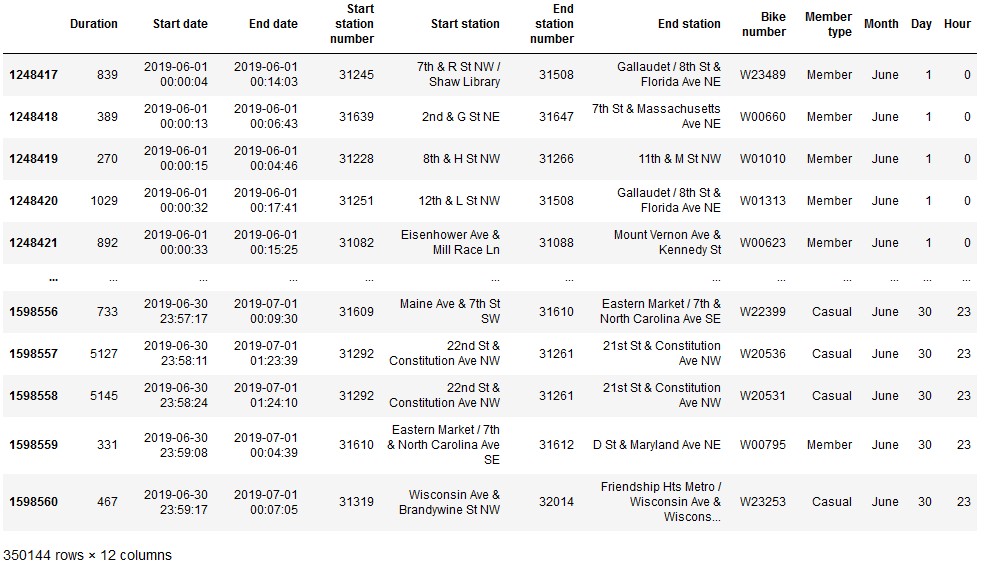 Duration Start date End date Start station number Start station End station number End station Bike number Member type Month Day Hour
1248417 839 2019-06-01 00:00:04 2019-06-01 00:14:03 31245 7th & R St NW / Shaw Library 31508 Gallaudet / 8th St & Florida Ave NE W23489 Member June 1 0
1248418 389 2019-06-01 00:00:13 2019-06-01 00:06:43 31639 2nd & G St NE 31647 7th St & Massachusetts Ave NE W00660 Member June 1 0
1248419 270 2019-06-01 00:00:15 2019-06-01 00:04:46 31228 8th & H St NW 31266 11th & M St NW W01010 Member June 1 0
1248420 1029 2019-06-01 00:00:32 2019-06-01 00:17:41 31251 12th & L St NW 31508 Gallaudet / 8th St & Florida Ave NE W01313 Member June 1 0
1248421 892 2019-06-01 00:00:33 2019-06-01 00:15:25 31082 Eisenhower Ave & Mill Race Ln 31088 Mount Vernon Ave & Kennedy St W00623 Member June 1 0
... ... ... ... ... ... ... ... ... ... ... ... ...
1598556 733 2019-06-30 23:57:17 2019-07-01 00:09:30 31609 Maine Ave & 7th St SW 31610 Eastern Market / 7th & North Carolina Ave SE W22399 Casual June 30 23
1598557 5127 2019-06-30 23:58:11 2019-07-01 01:23:39 31292 22nd St & Constitution Ave NW 31261 21st St & Constitution Ave NW W20536 Casual June 30 23
1598558 5145 2019-06-30 23:58:24 2019-07-01 01:24:10 31292 22nd St & Constitution Ave NW 31261 21st St & Constitution Ave NW W20531 Casual June 30 23
1598559 331 2019-06-30 23:59:08 2019-07-01 00:04:39 31610 Eastern Market / 7th & North Carolina Ave SE 31612 D St & Maryland Ave NE W00795 Member June 30 23
1598560 467 2019-06-30 23:59:17 2019-07-01 00:07:05 31319 Wisconsin Ave & Brandywine St NW 32014 Friendship Hts Metro / Wisconsin Ave & Wiscons... W23253 Casual June 30 23
350144 rows × 12 columns